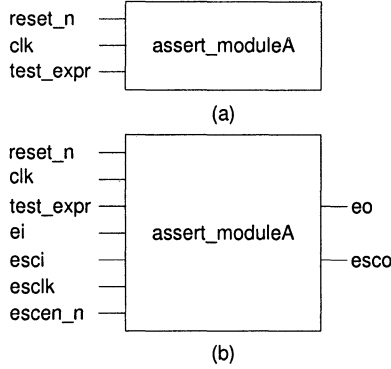 reset_n
clk
test_expr
assert_moduleA
(a)
reset_n
clk
test_expr
ei
esci
esclk
escen_n
assert_moduleA
eo
esco
(b)